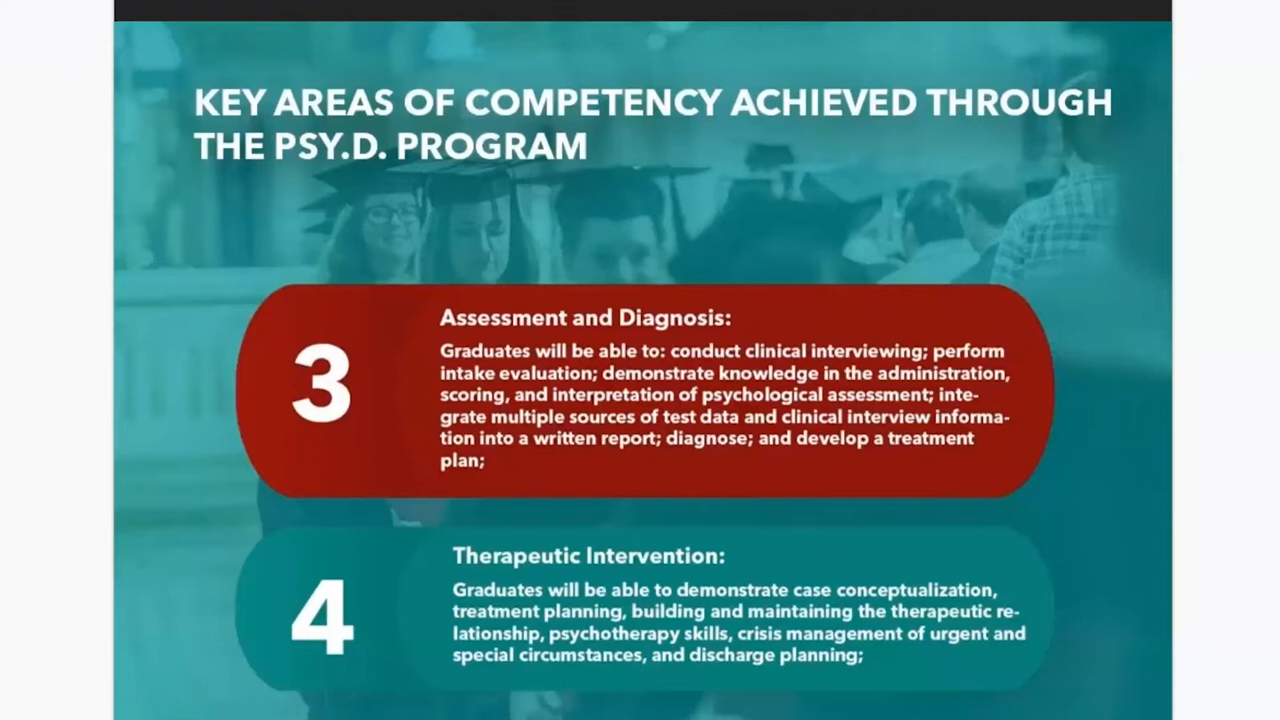 KEY AREAS OF COMPETENCY ACHIEVED THROUGH
THE PSY.D. PROGRAM
3
Assessment and Diagnosis:
Graduates will be able to: conduct clinical interviewing; perform
intake evaluation; demonstrate knowledge in the administration,
scoring, and interpretation of psychological assessment; inte-
grate multiple sources of test data and clinical interview informa-
tion into a written report; diagnose; and develop a treatment
plan;
4
Therapeutic Intervention:
Graduates will be able to demonstrate case conceptualization,
treatment planning, building and maintaining the therapeutic re-
lationship, psychotherapy skills, crisis management of urgent and
special circumstances, and discharge planning;